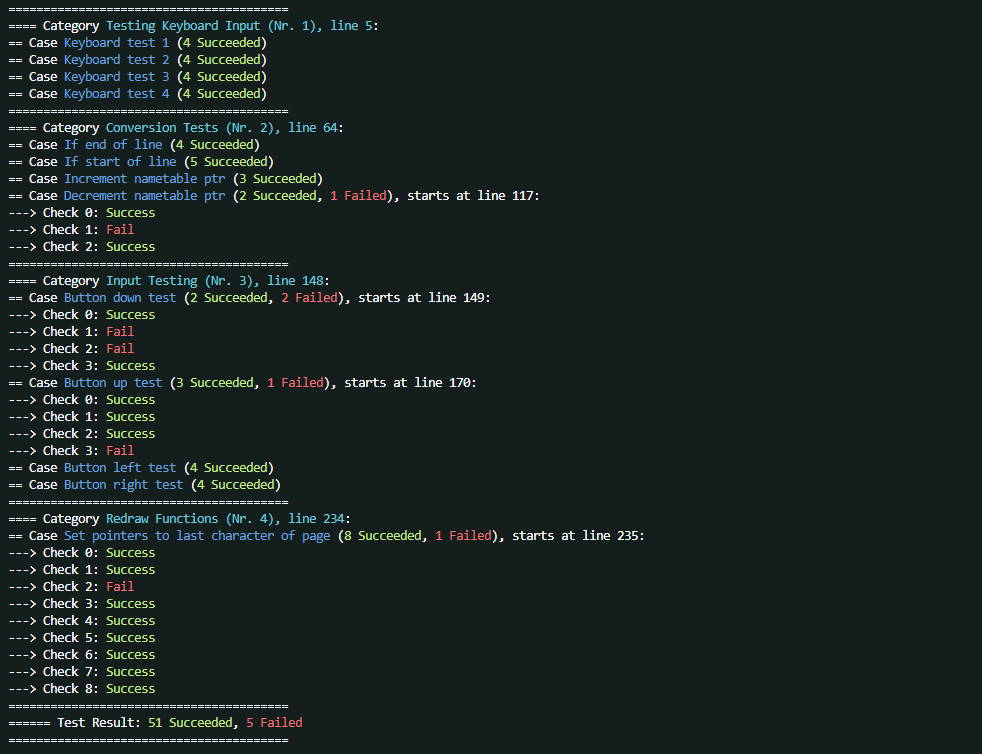 ========================================
==== Category Testing Keyboard Input (Nr. 1), line 5:
== Case Keyboard test 1 (4 Succeeded)
== Case Keyboard test 2 (4 Succeeded)
== Case Keyboard test 3 (4 Succeeded)
== Case Keyboard test 4 (4 Succeeded)
========================================
==== Category Conversion Tests (Nr. 2), line 64:
== Case If end of line (4 Succeeded)
== Case If start of line (5 Succeeded)
== Case Increment nametable ptr (3 Succeeded)
== Case Decrement nametable ptr (2 Succeeded, 1 Failed), starts at line 117:
---> Check 0: Success
---> Check 1: Fail
---> Check 2: Success
========================================
==== Category Input Testing (Nr. 3), line 148:
== Case Button down test (2 Succeeded, 2 Failed), starts at line 149:
---> Check 0: Success
---> Check 1: Fail
---> Check 2: Fail
---> Check 3: Success
== Case Button up test (3 Succeeded, 1 Failed), starts at line 170:
---> Check 0: Success
---> Check 1: Success
---> Check 2: Success
---> Check 3: Fail
== Case Button left test (4 Succeeded)
== Case Button right test (4 Succeeded)
========================================
==== Category Redraw Functions (Nr. 4), line 234:
== Case Set pointers to last character of page (8 Succeeded, 1 Failed), starts at line 235:
---> Check 0: Success
---> Check 1: Success
---> Check 2: Fail
---> Check 3: Success
---> Check 4: Success
---> Check 5: Success
---> Check 6: Success
---> Check 7: Success
---> Check 8: Success
========================================
====== Test Result: 51 Succeeded, 5 Failed
========================================